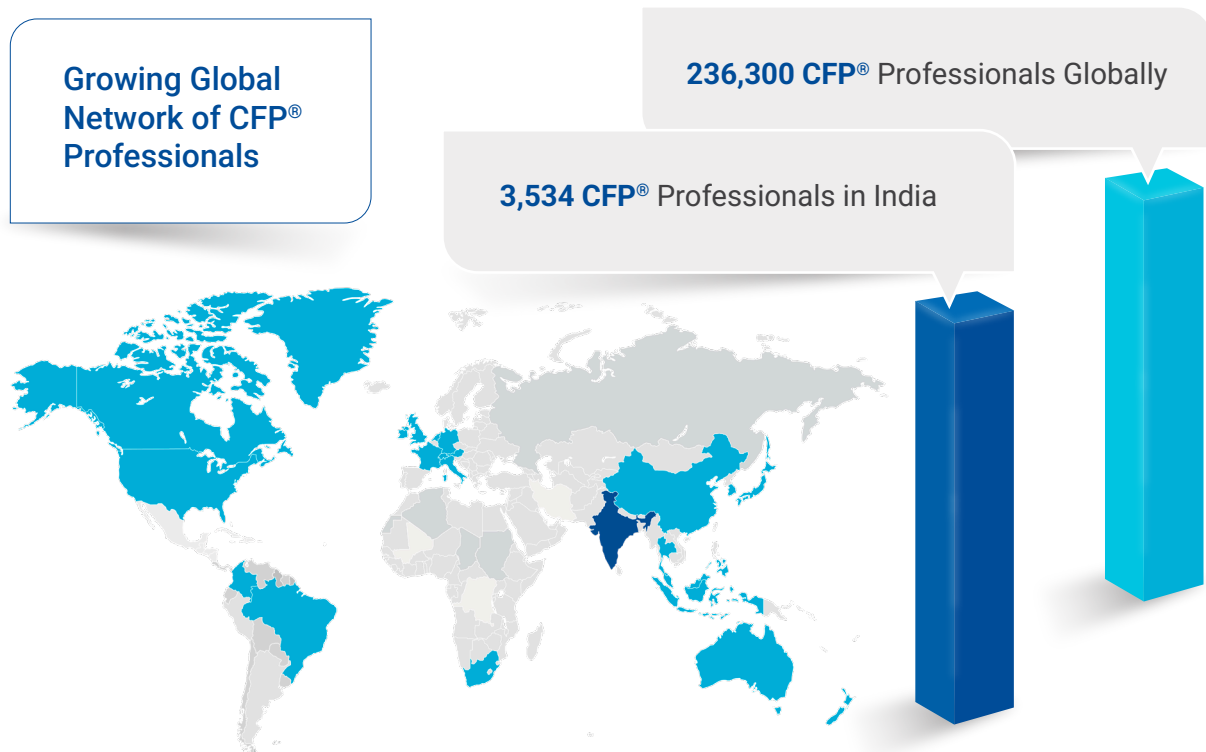 Growing Global
Network of CFP®
Professionals
236,300 CFP® Professionals Globally
3,534 CFP® Professionals in India